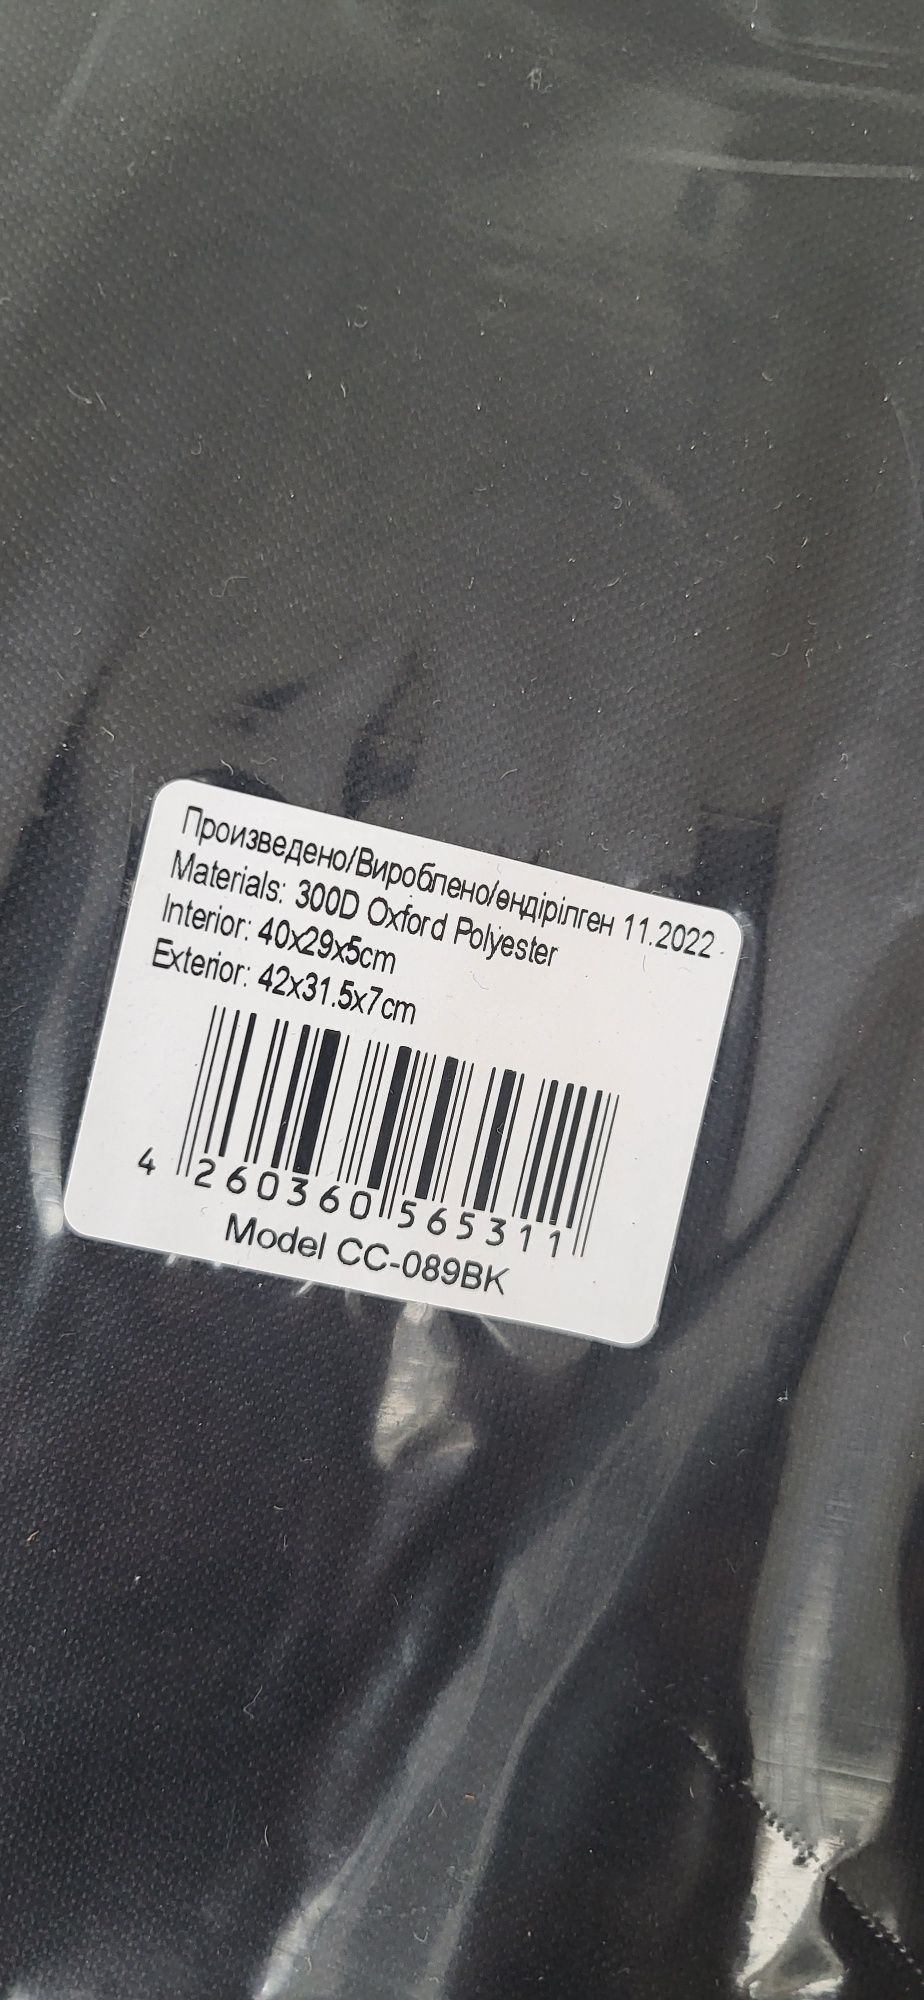 Произведено/Вироблено/өндірілген 11.2022
Materials: 300D Oxford Polyester
Interior: 40x29x5cm
Exterior: 42x31.5x7cm
4 260360 565311
Model CC-089BK